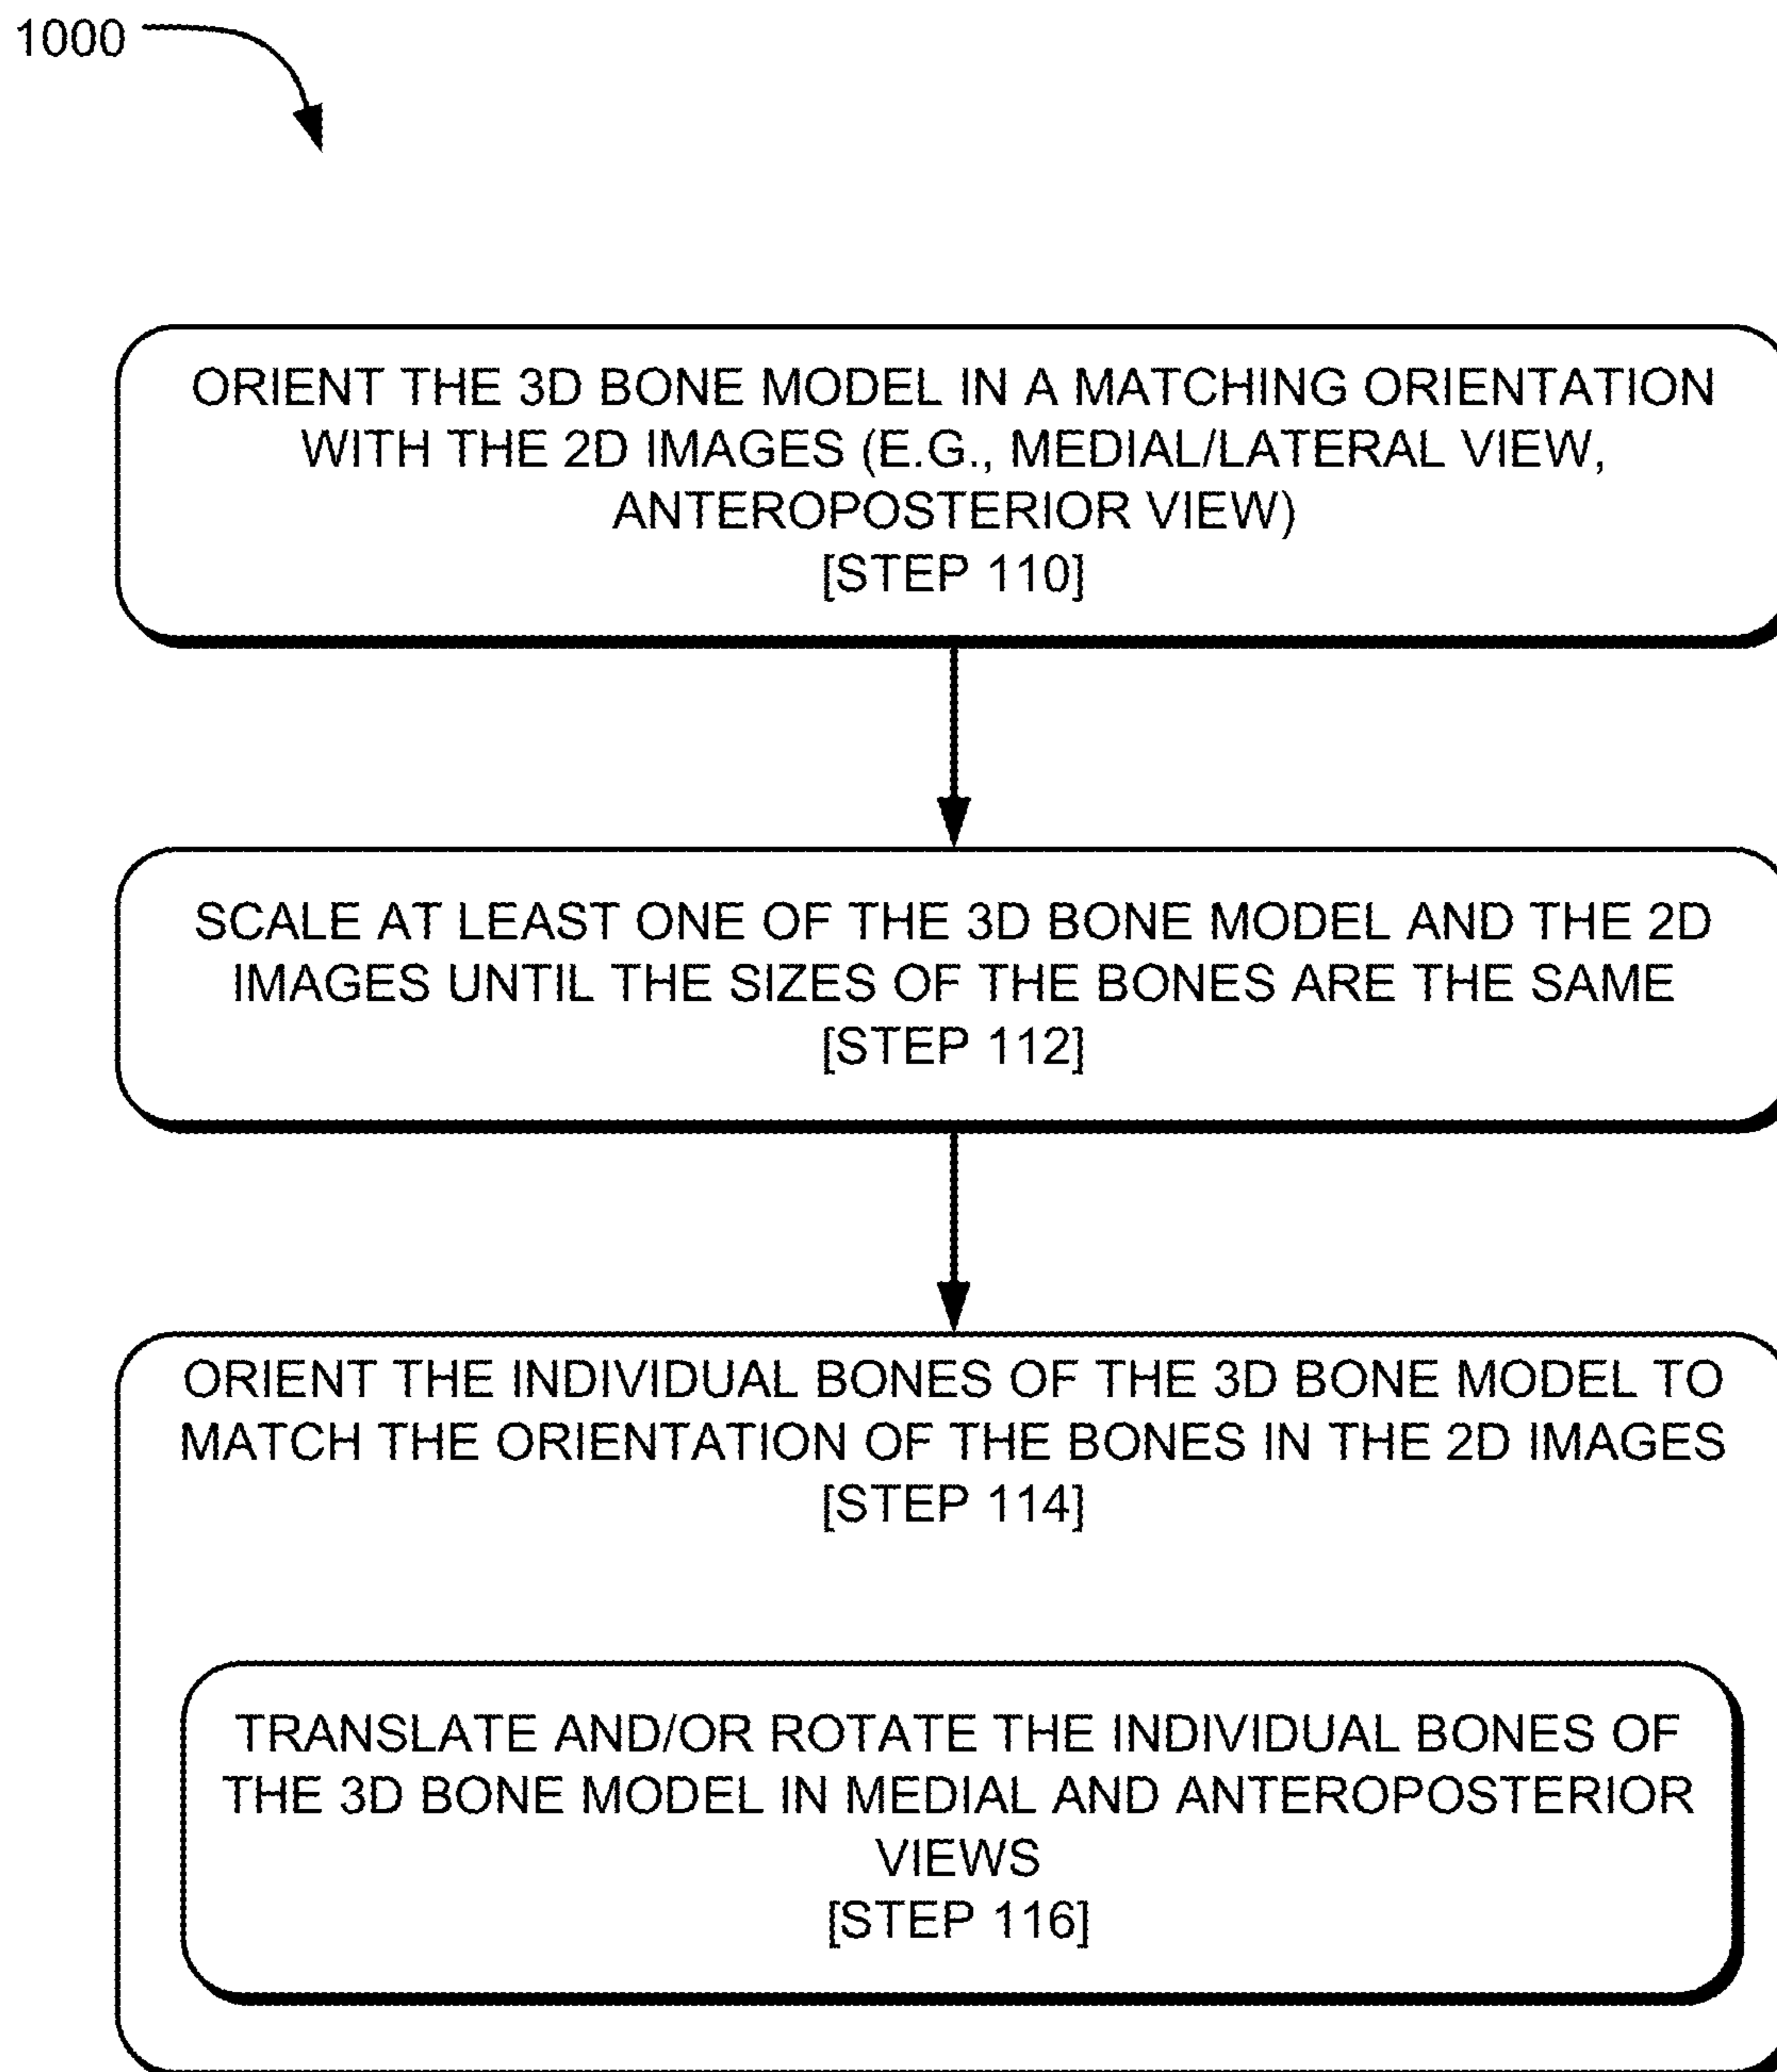 1000
ORIENT THE 3D BONE MODEL IN A MATCHING ORIENTATION
WITH THE 2D IMAGES (E.G., MEDIAL/LATERAL VIEW,
ANTEROPOSTERIOR VIEW)
[STEP 110]
SCALE AT LEAST ONE OF THE 3D BONE MODEL AND THE 2D
IMAGES UNTIL THE SIZES OF THE BONES ARE THE SAME
[STEP 112]
ORIENT THE INDIVIDUAL BONES OF THE 3D BONE MODEL TO
MATCH THE ORIENTATION OF THE BONES IN THE 2D IMAGES
[STEP 114]
TRANSLATE AND/OR ROTATE THE INDIVIDUAL BONES OF
THE 3D BONE MODEL IN MEDIAL AND ANTEROPOSTERIOR
VIEWS
[STEP 116]